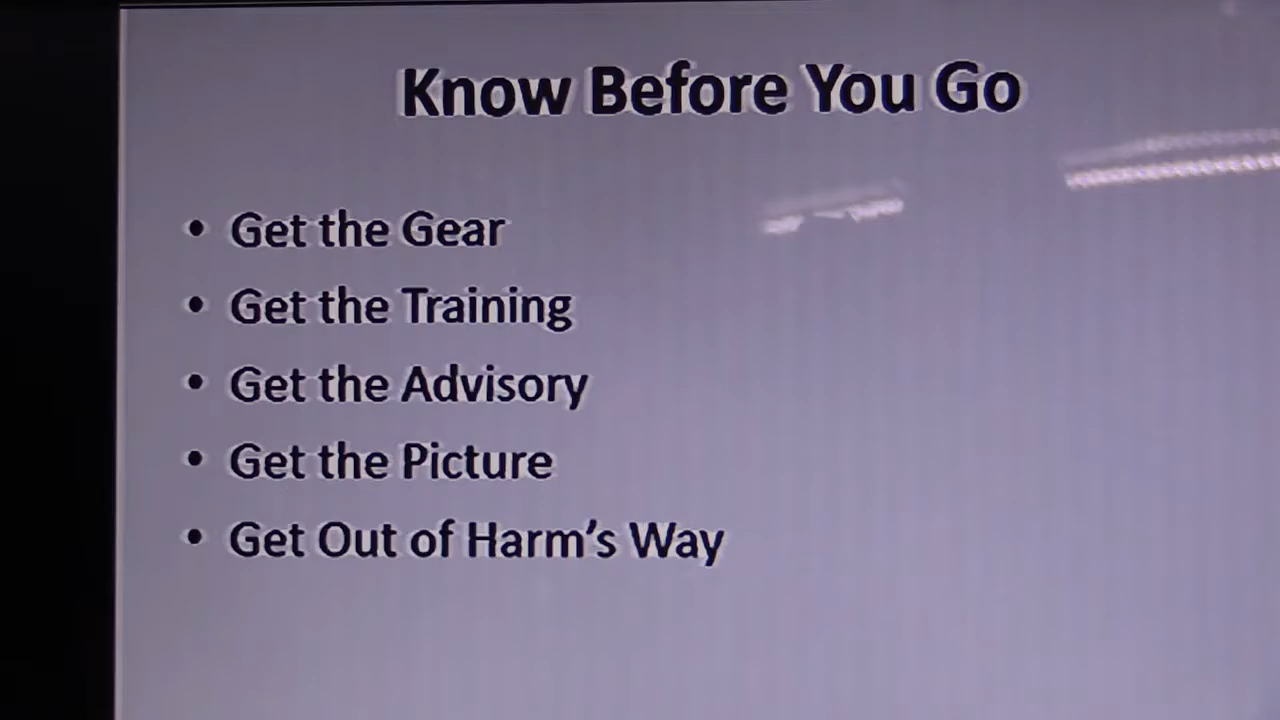 Know Before You Go
• Get the Gear
• Get the Training
• Get the Advisory
• Get the Picture
• Get Out of Harm's Way